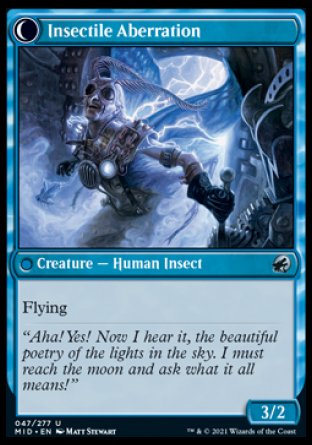 Insectile Aberration
Creature — Human Insect
Flying
“Aha! Yes! Now I hear it, the beautiful
poetry of the lights in the sky. I must
reach the moon and ask what it all
means!”
3/2
047/277 U
MID • EN Matt Stewart
™ & © 2021 Wizards of the Coast